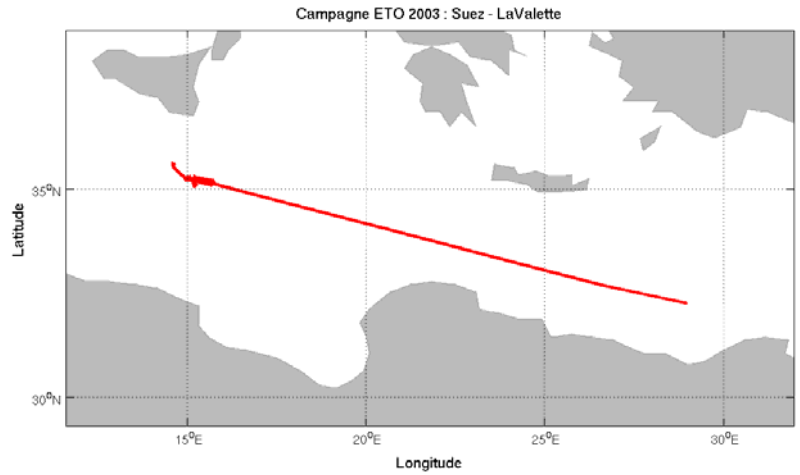 Campagne ETO 2003 : Suez - LaValette
Latitude
35°N
30°N
15°E
20°E
25°E
30°E
Longitude